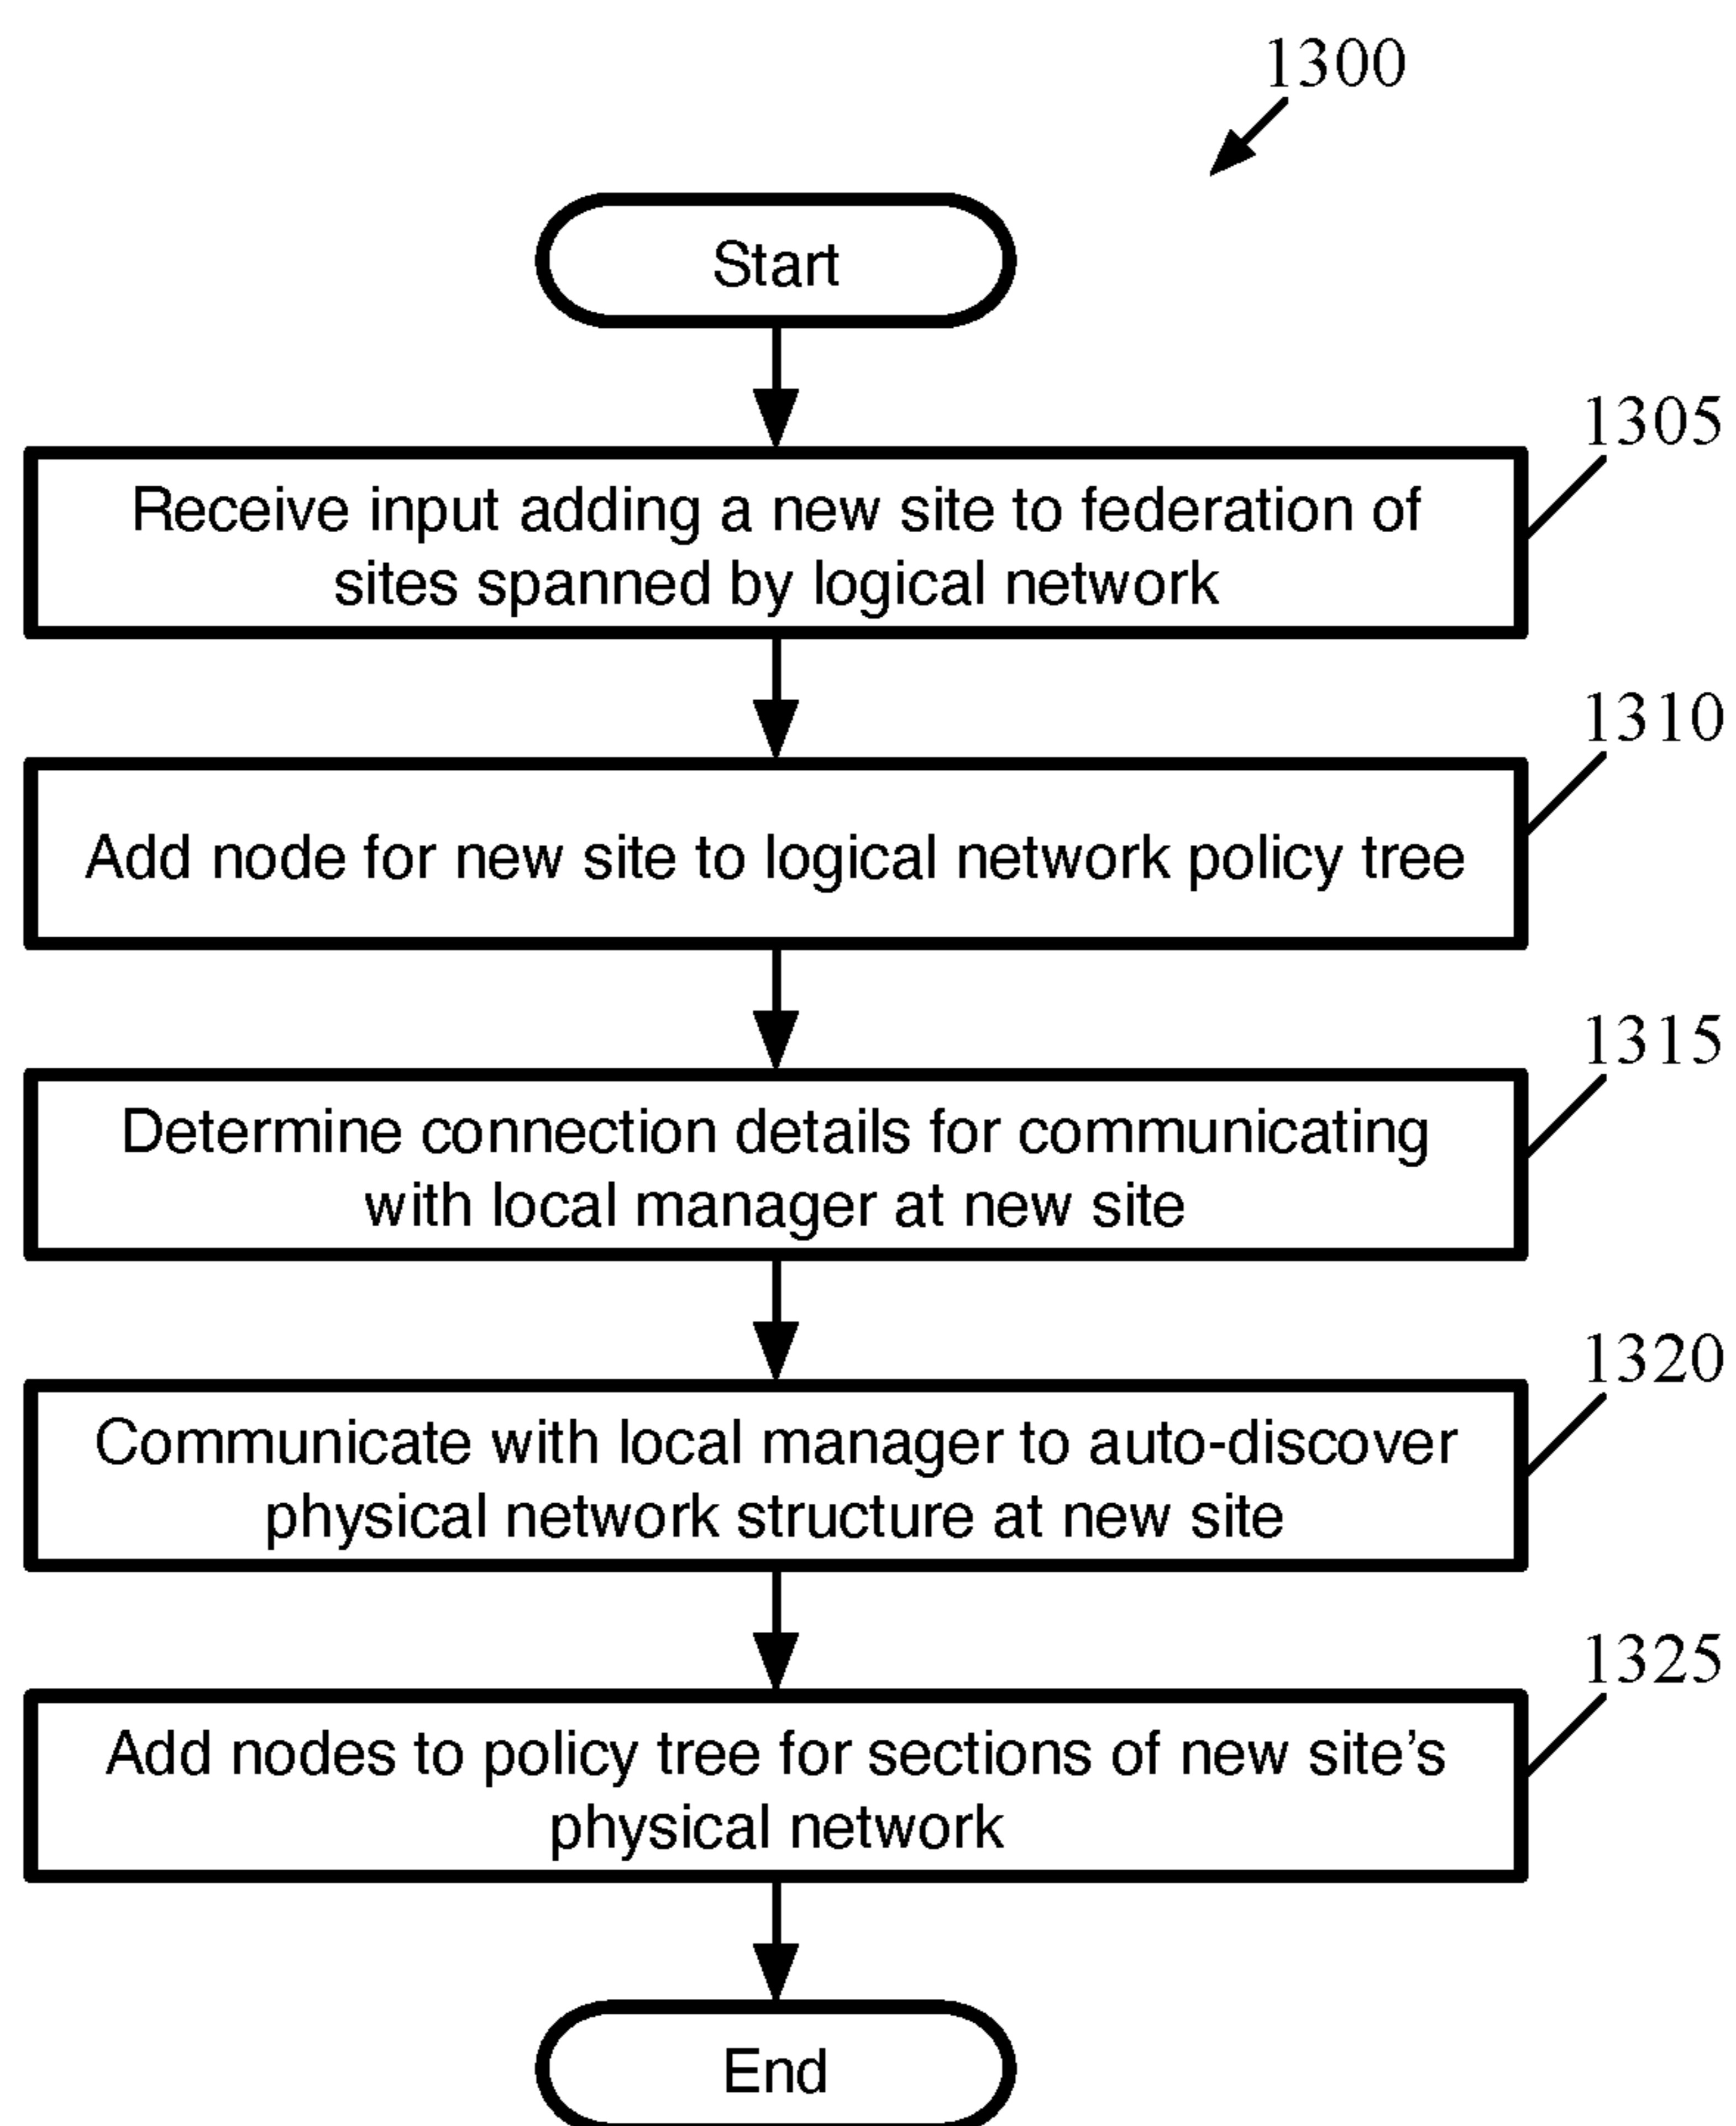 1300
Start
1305
Receive input adding a new site to federation of
sites spanned by logical network
1310
Add node for new site to logical network policy tree
1315
Determine connection details for communicating
with local manager at new site
1320
Communicate with local manager to auto-discover
physical network structure at new site
1325
Add nodes to policy tree for sections of new site’s
physical network
End